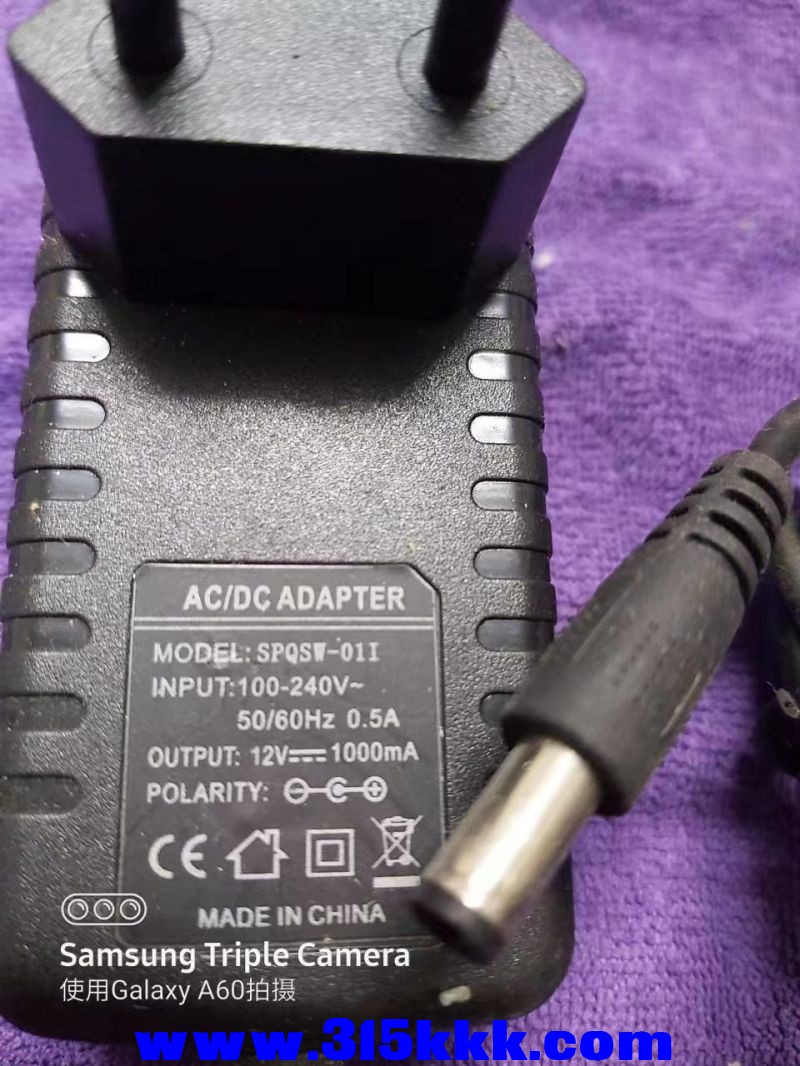 AC/DC ADAPTER
MODEL: SPQSW-01I
INPUT: 100-240V~
50/60Hz 0.5A
OUTPUT: 12V⎓1000mA
POLARITY:
CE
MADE IN CHINA
Samsung Triple Camera
使用Galaxy A60拍摄
www.315kkk.com